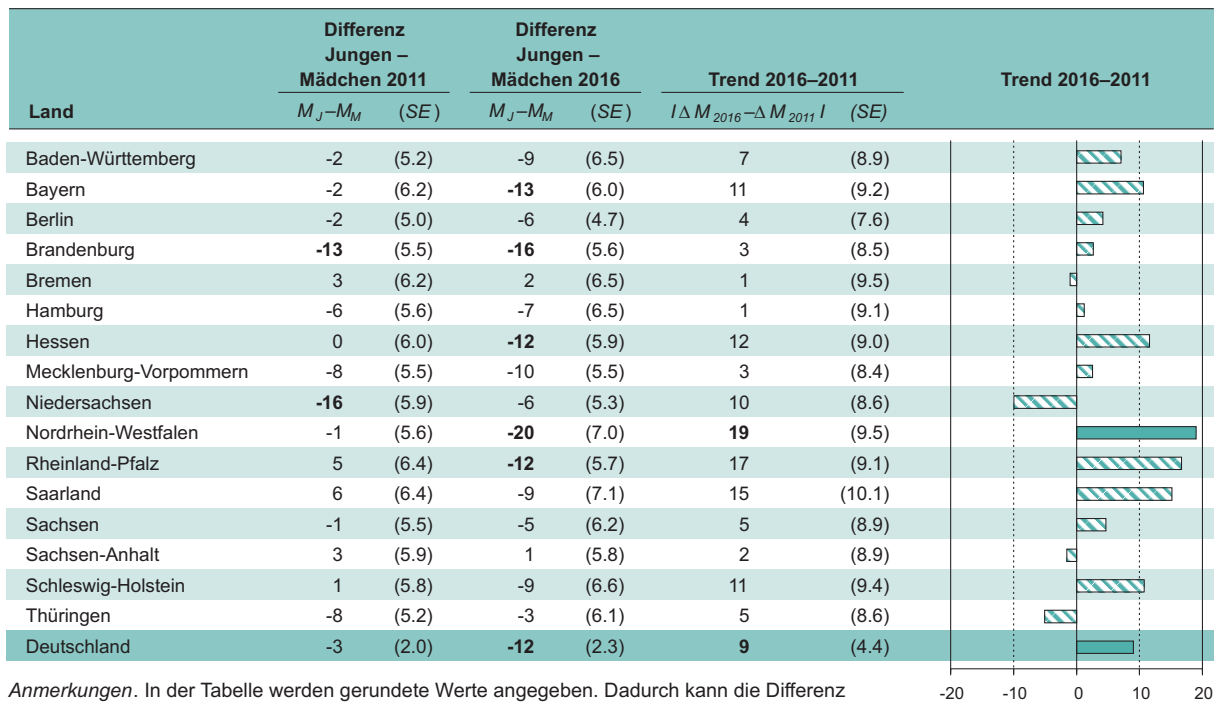 Differenz Differenz
Jungen – Jungen –
Mädchen 2011 Mädchen 2016 Trend 2016–2011 Trend 2016–2011
Land M_J–M_M (SE) M_J–M_M (SE) I Δ M_2016–Δ M_2011 I (SE)
Baden-Württemberg -2 (5.2) -9 (6.5) 7 (8.9)
Bayern -2 (6.2) -13 (6.0) 11 (9.2)
Berlin -2 (5.0) -6 (4.7) 4 (7.6)
Brandenburg -13 (5.5) -16 (5.6) 3 (8.5)
Bremen 3 (6.2) 2 (6.5) 1 (9.5)
Hamburg -6 (5.6) -7 (6.5) 1 (9.1)
Hessen 0 (6.0) -12 (5.9) 12 (9.0)
Mecklenburg-Vorpommern -8 (5.5) -10 (5.5) 3 (8.4)
Niedersachsen -16 (5.9) -6 (5.3) 10 (8.6)
Nordrhein-Westfalen -1 (5.6) -20 (7.0) 19 (9.5)
Rheinland-Pfalz 5 (6.4) -12 (5.7) 17 (9.1)
Saarland 6 (6.4) -9 (7.1) 15 (10.1)
Sachsen -1 (5.5) -5 (6.2) 5 (8.9)
Sachsen-Anhalt 3 (5.9) 1 (5.8) 2 (8.9)
Schleswig-Holstein 1 (5.8) -9 (6.6) 11 (9.4)
Thüringen -8 (5.2) -3 (6.1) 5 (8.6)
Deutschland -3 (2.0) -12 (2.3) 9 (4.4)
Anmerkungen. In der Tabelle werden gerundete Werte angegeben. Dadurch kann die Differenz -20 -10 0 10 20